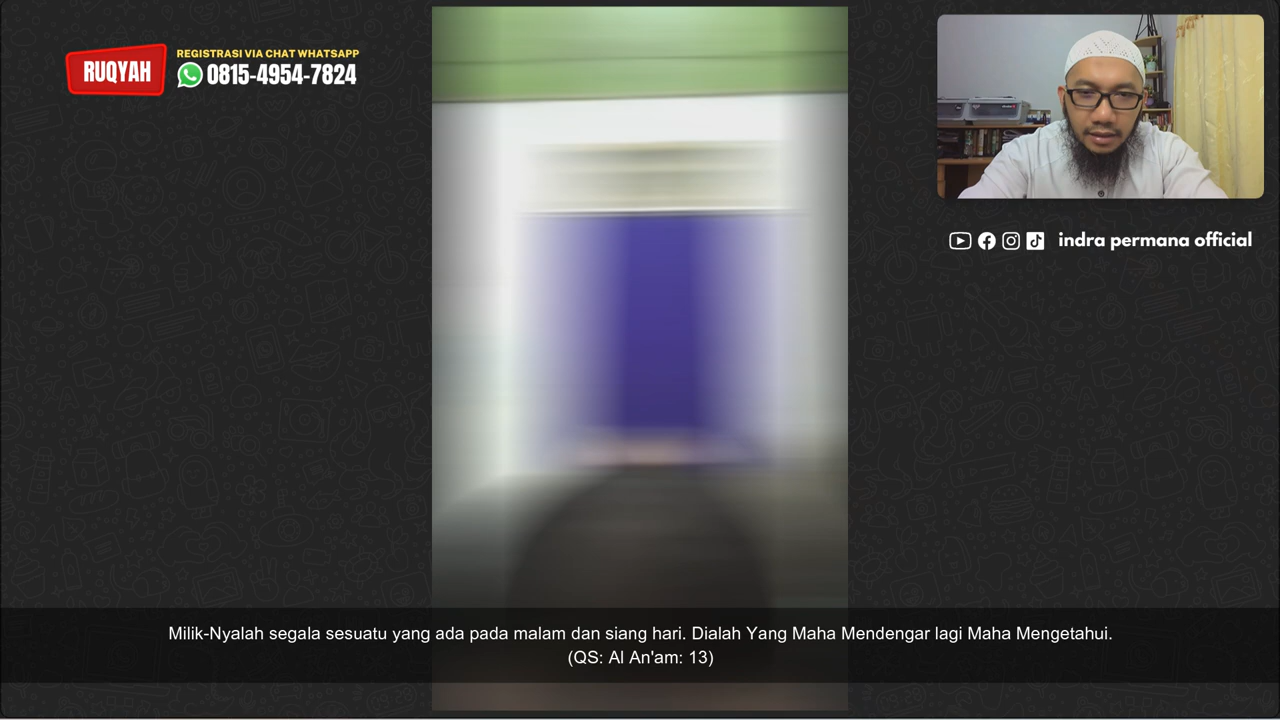 RUQYAH
REGISTRASI VIA CHAT WHATSAPP
0815-4954-7824
indra permana official
Milik-Nyalah segala sesuatu yang ada pada malam dan siang hari. Dialah Yang Maha Mendengar lagi Maha Mengetahui.
(QS: Al An'am: 13)